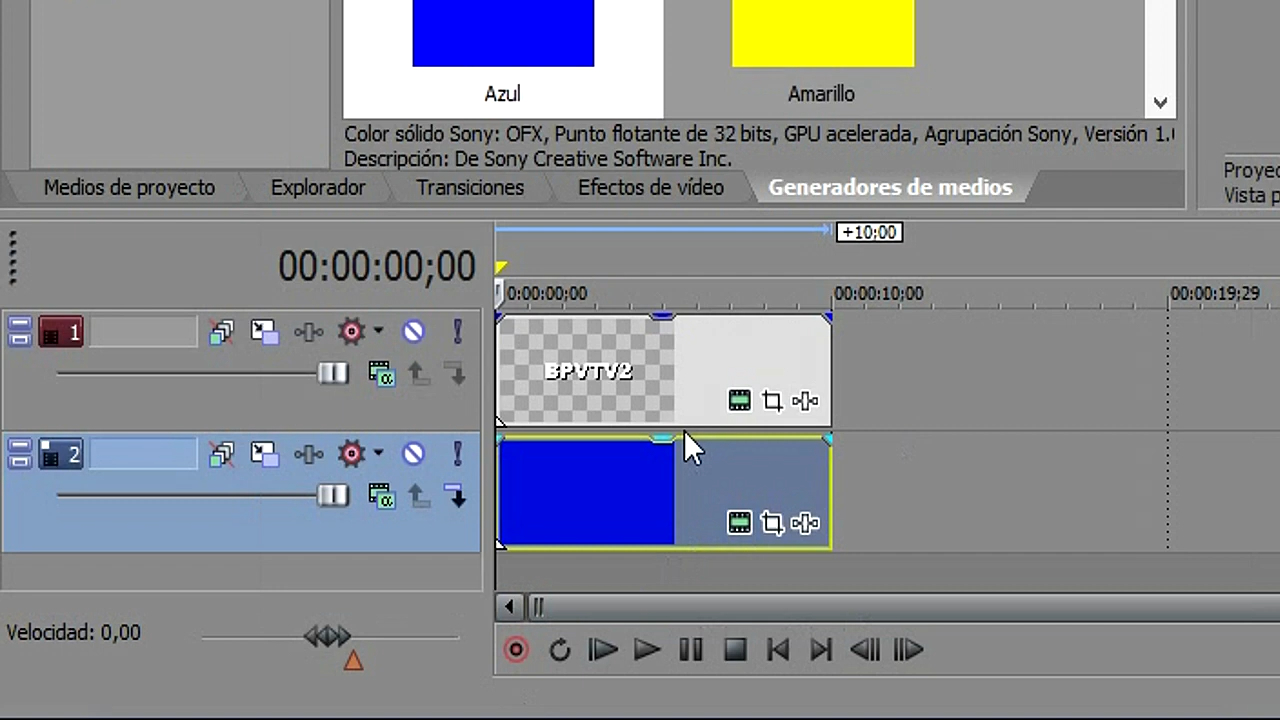 Azul
Amarillo
Color sólido Sony: OFX, Punto flotante de 32 bits, GPU acelerada, Agrupación Sony, Versión 1.
Descripción: De Sony Creative Software Inc.
Medios de proyecto
Explorador
Transiciones
Efectos de vídeo
Generadores de medios
Proyec
Vista p
00:00:00;00
+10:00
0:00:00;00
00:00:10;00
00:00:19;29
1
BPVTV2
2
Velocidad: 0,00